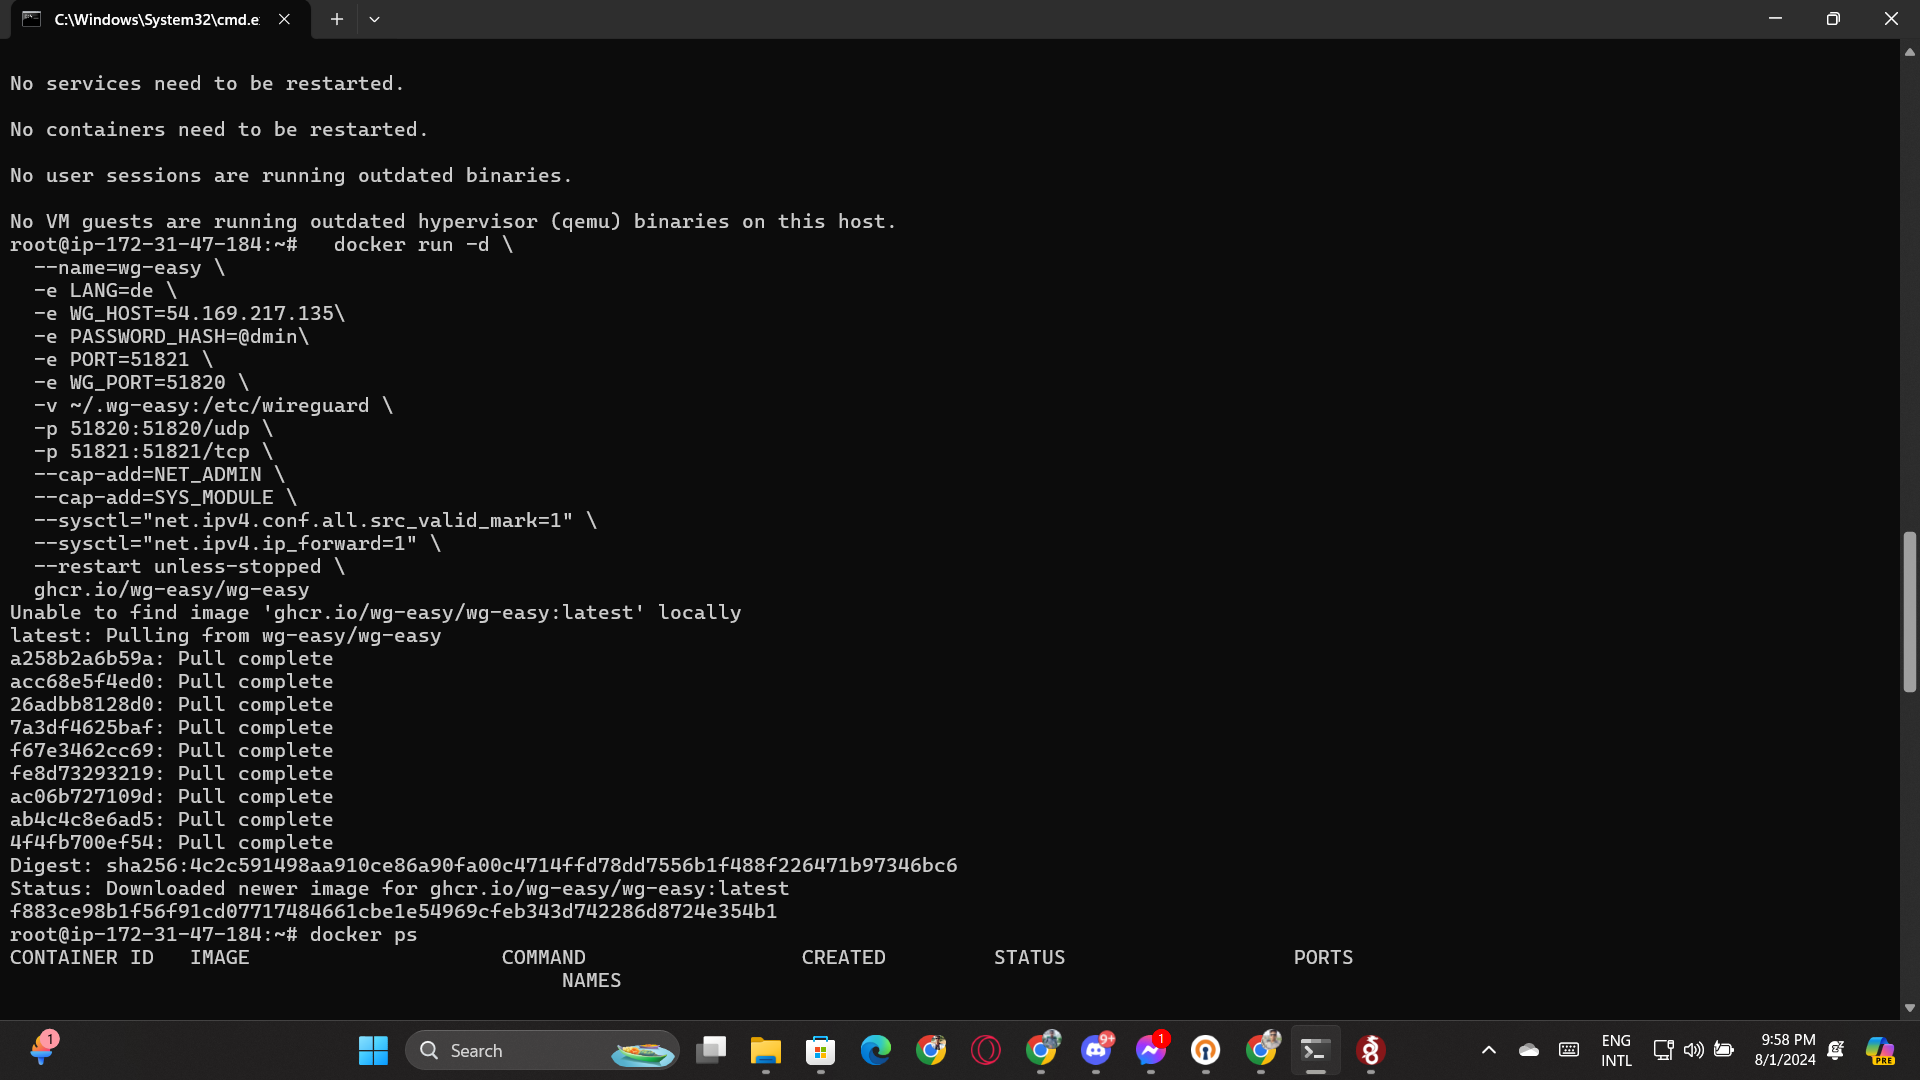 C:\Windows\System32\cmd.e
No services need to be restarted.
No containers need to be restarted.
No user sessions are running outdated binaries.
No VM guests are running outdated hypervisor (qemu) binaries on this host.
root@ip-172-31-47-184:~#   docker run -d \
  --name=wg-easy \
  -e LANG=de \
  -e WG_HOST=54.169.217.135\
  -e PASSWORD_HASH=@dmin\
  -e PORT=51821 \
  -e WG_PORT=51820 \
  -v ~/.wg-easy:/etc/wireguard \
  -p 51820:51820/udp \
  -p 51821:51821/tcp \
  --cap-add=NET_ADMIN \
  --cap-add=SYS_MODULE \
  --sysctl="net.ipv4.conf.all.src_valid_mark=1" \
  --sysctl="net.ipv4.ip_forward=1" \
  --restart unless-stopped \
  ghcr.io/wg-easy/wg-easy
Unable to find image 'ghcr.io/wg-easy/wg-easy:latest' locally
latest: Pulling from wg-easy/wg-easy
a258b2a6b59a: Pull complete
acc68e5f4ed0: Pull complete
26adbb8128d0: Pull complete
7a3df4625baf: Pull complete
f67e3462cc69: Pull complete
fe8d73293219: Pull complete
ac06b727109d: Pull complete
ab4c4c8e6ad5: Pull complete
4f4fb700ef54: Pull complete
Digest: sha256:4c2c591498aa910ce86a90fa00c4714ffd78dd7556b1f488f226471b97346bc6
Status: Downloaded newer image for ghcr.io/wg-easy/wg-easy:latest
f883ce98b1f56f91cd07717484661cbe1e54969cfeb343d742286d8724e354b1
root@ip-172-31-47-184:~# docker ps
CONTAINER ID   IMAGE                     COMMAND                  CREATED         STATUS                   PORTS
                                              NAMES
1
Search
9+
1
ENG
INTL
9:58 PM
8/1/2024
PRE